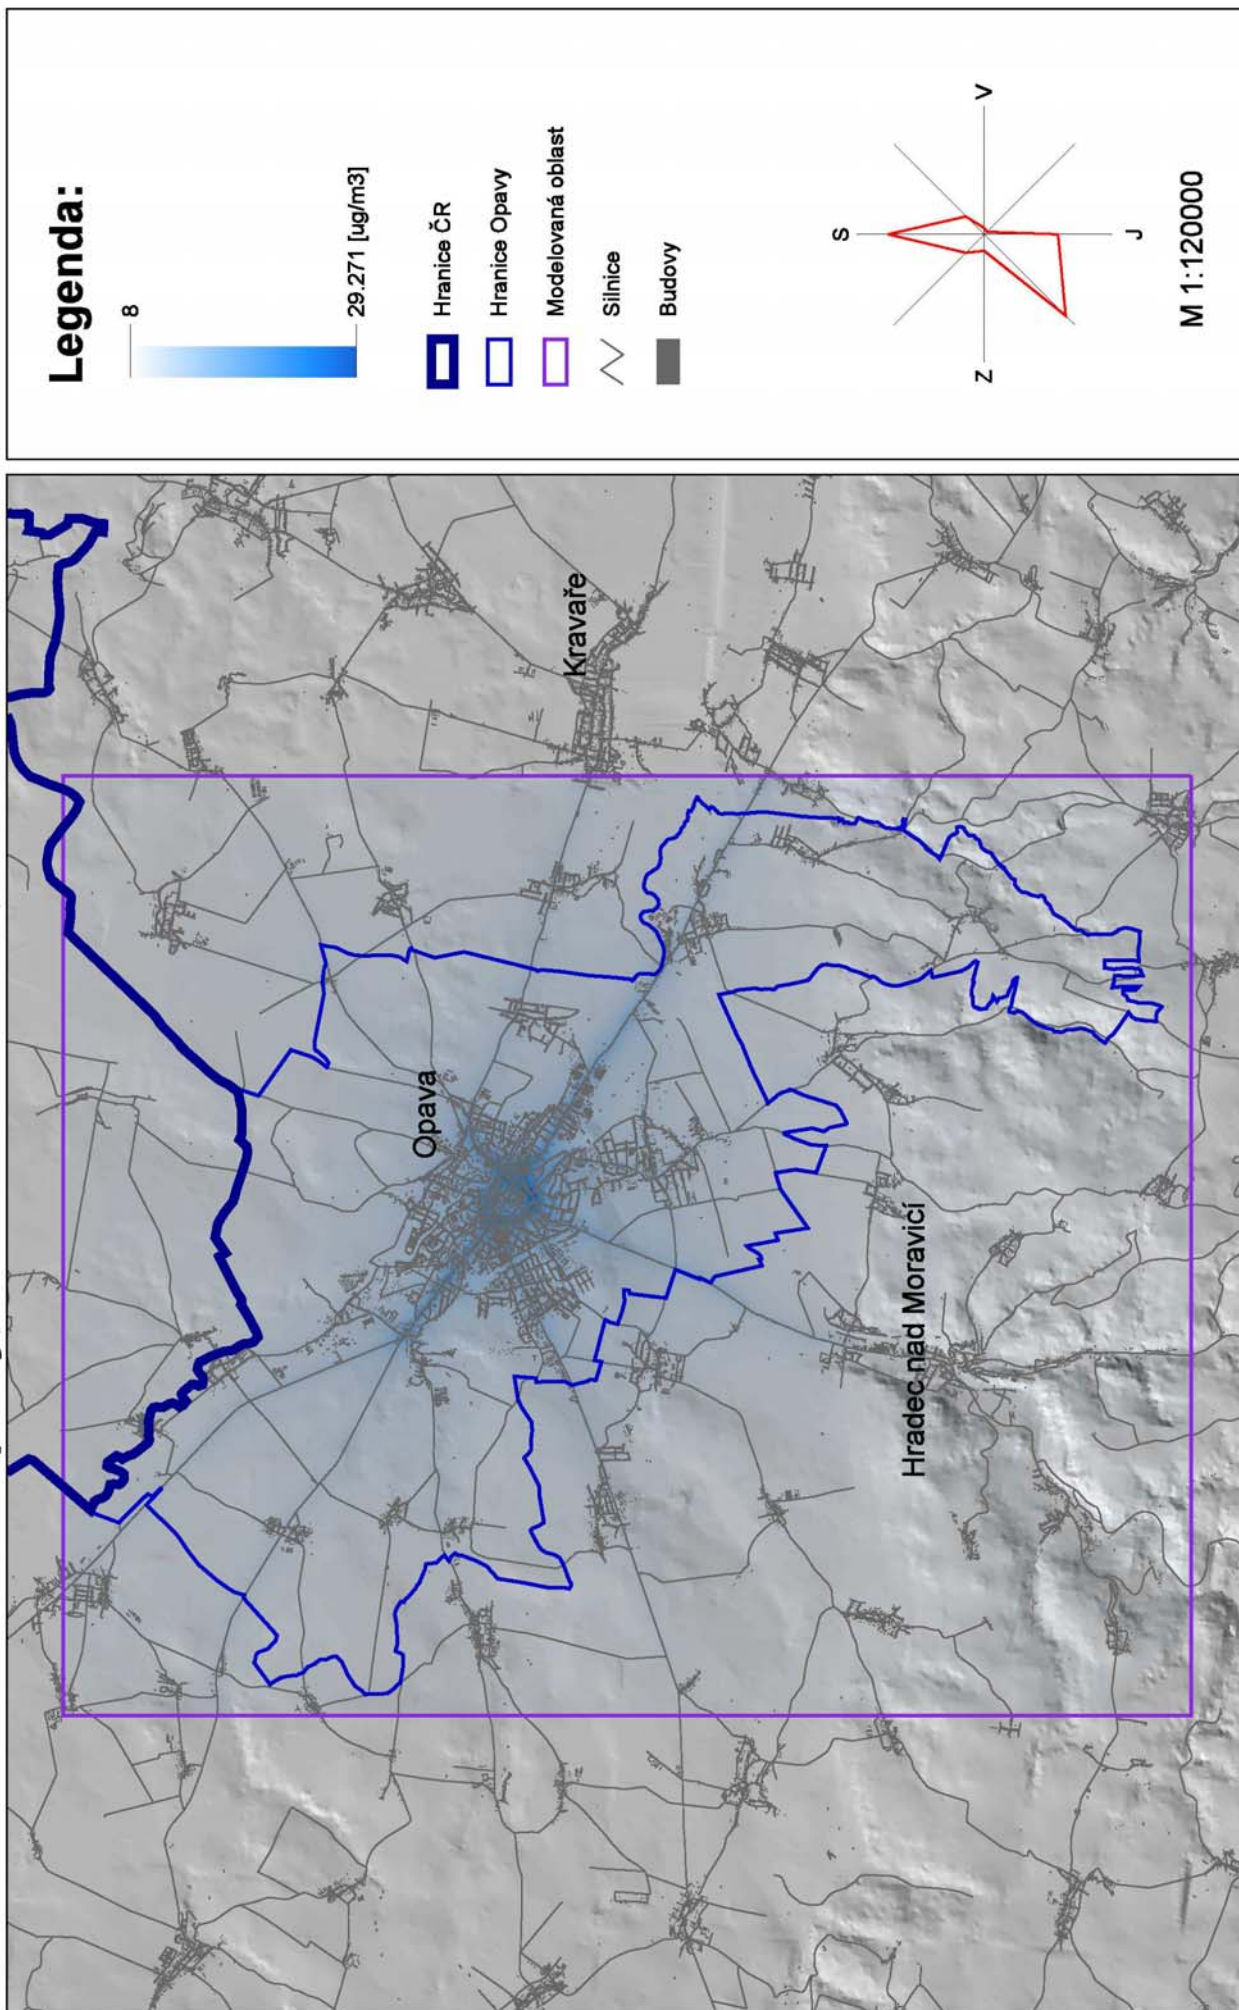 Opava
Kravaře
Hradec nad Moravicí
Legenda:
8
29.271 [ug/m3]
Hranice ČR
Hranice Opavy
Modelovaná oblast
Silnice
Budovy
S
Z
V
J
M 1:120000